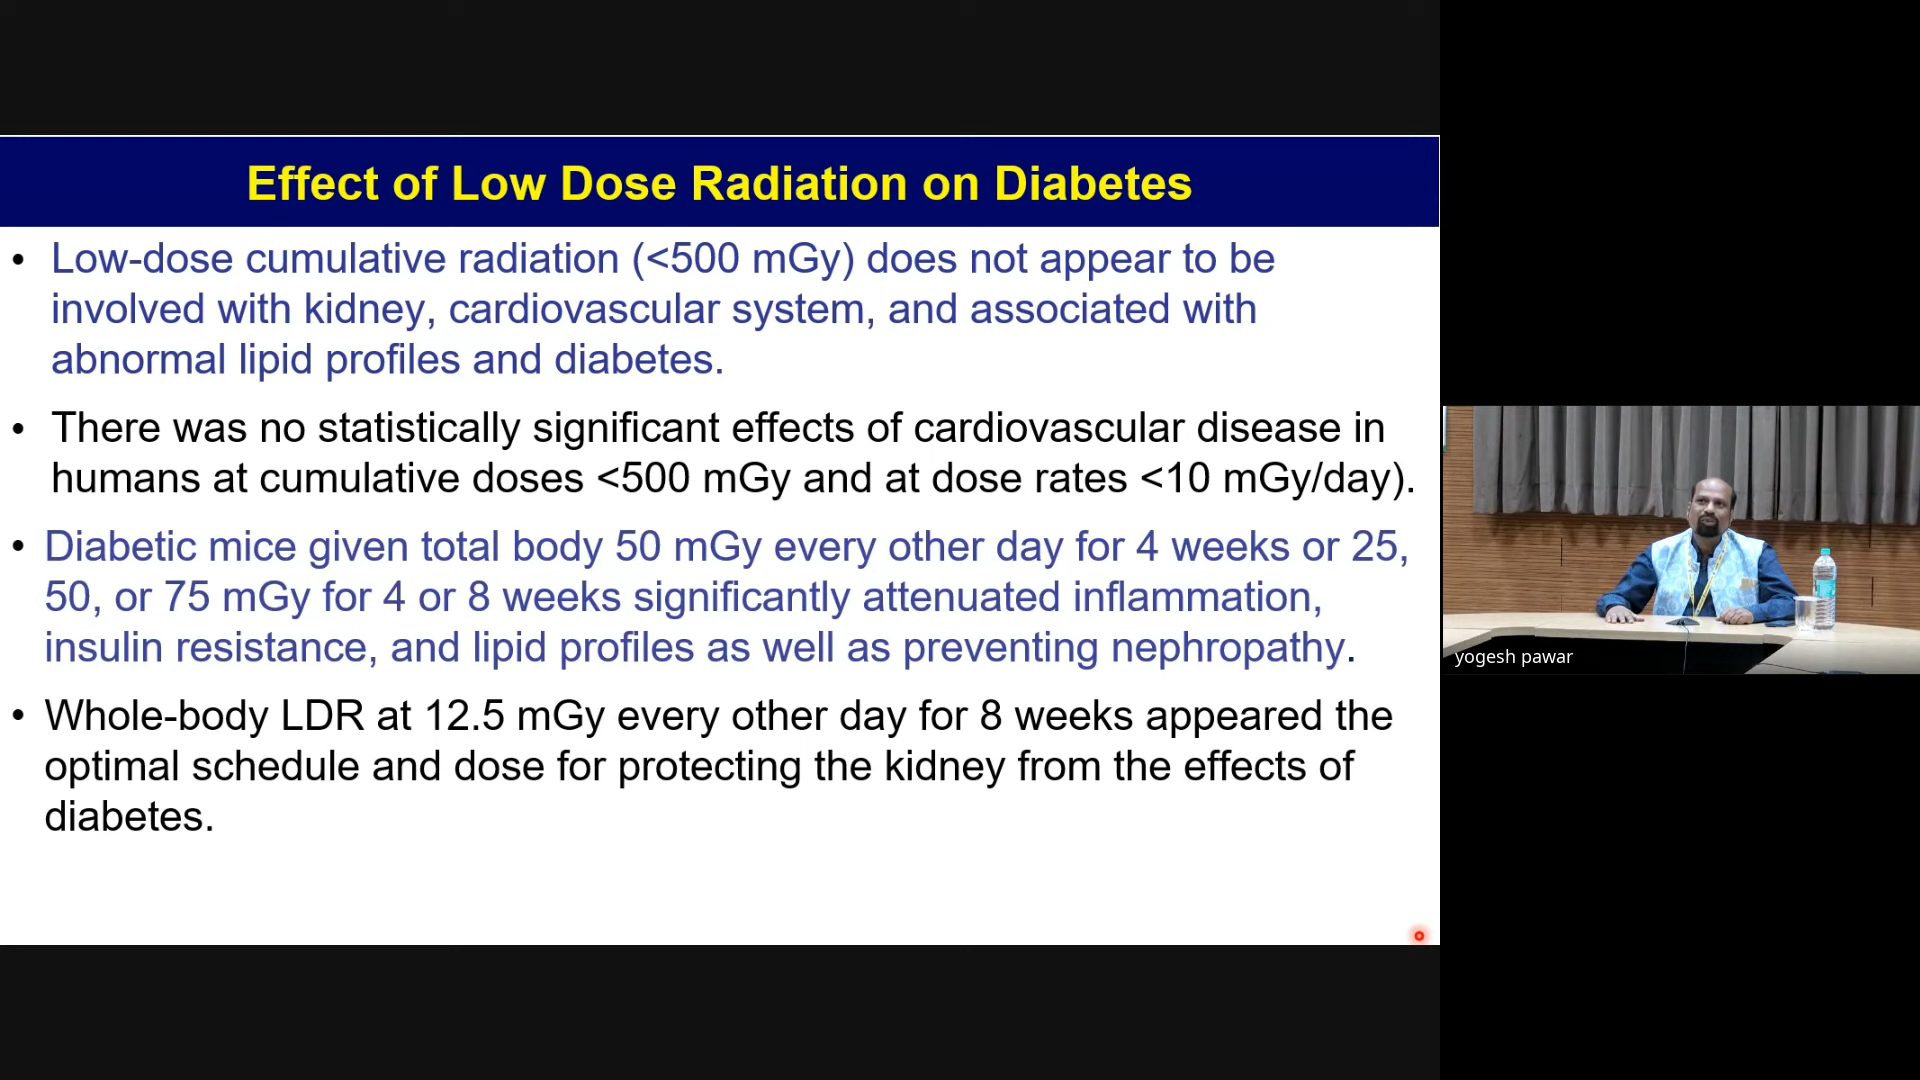 Effect of Low Dose Radiation on Diabetes
• Low-dose cumulative radiation (<500 mGy) does not appear to be
involved with kidney, cardiovascular system, and associated with
abnormal lipid profiles and diabetes.
• There was no statistically significant effects of cardiovascular disease in
humans at cumulative doses <500 mGy and at dose rates <10 mGy/day).
• Diabetic mice given total body 50 mGy every other day for 4 weeks or 25,
50, or 75 mGy for 4 or 8 weeks significantly attenuated inflammation,
insulin resistance, and lipid profiles as well as preventing nephropathy.
• Whole-body LDR at 12.5 mGy every other day for 8 weeks appeared the
optimal schedule and dose for protecting the kidney from the effects of
diabetes.
yogesh pawar